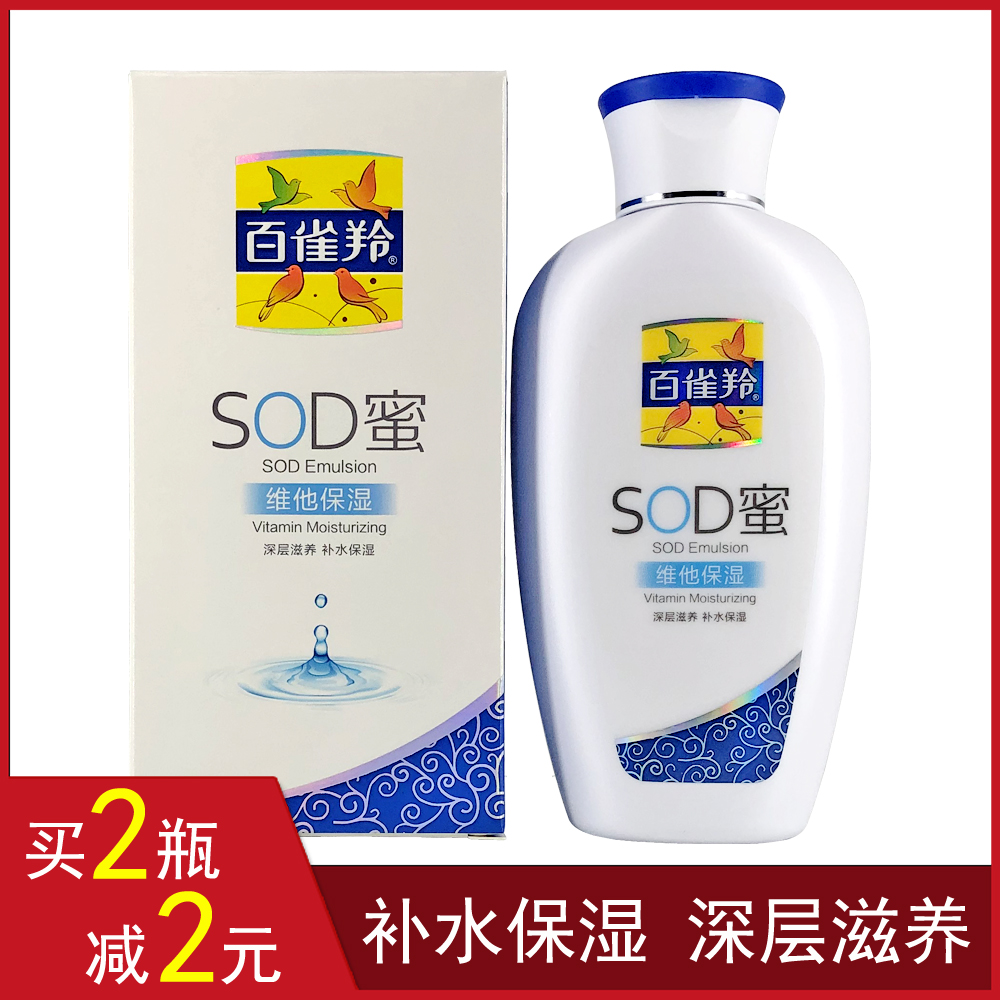 百雀羚®
SOD蜜
SOD Emulsion
维他保湿
Vitamin Moisturizing
深层滋养 补水保湿
百雀羚®
SOD蜜
SOD Emulsion
维他保湿
Vitamin Moisturizing
深层滋养 补水保湿
买2瓶
减2元
补水保湿 深层滋养